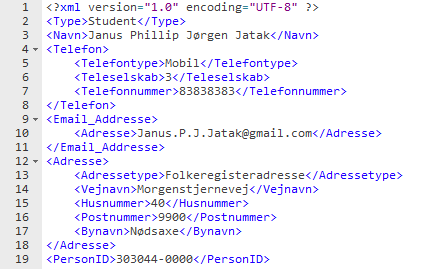 1 <?xml version="1.0" encoding="UTF-8" ?>
2 <Type>Student</Type>
3 <Navn>Janus Phillip Jørgen Jatak</Navn>
4 <Telefon>
5 <Telefontype>Mobil</Telefontype>
6 <Teleselskab>3</Teleselskab>
7 <Telefonnummer>83838383</Telefonnummer>
8 </Telefon>
9 <Email_Addresse>
10 <Adresse>Janus.P.J.Jatak@gmail.com</Adresse>
11 </Email_Addresse>
12 <Adresse>
13 <Adressetype>Folkeregisteradresse</Adressetype>
14 <Vejnavn>Morgenstjernevej</Vejnavn>
15 <Husnummer>40</Husnummer>
16 <Postnummer>9900</Postnummer>
17 <Bynavn>Nødsaxe</Bynavn>
18 </Adresse>
19 <PersonID>303044-0000</PersonID>